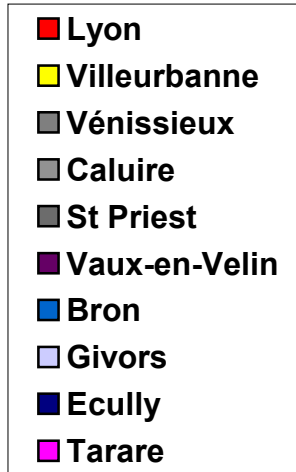 Lyon
Villeurbanne
Vénissieux
Caluire
St Priest
Vaux-en-Velin
Bron
Givors
Ecully
Tarare